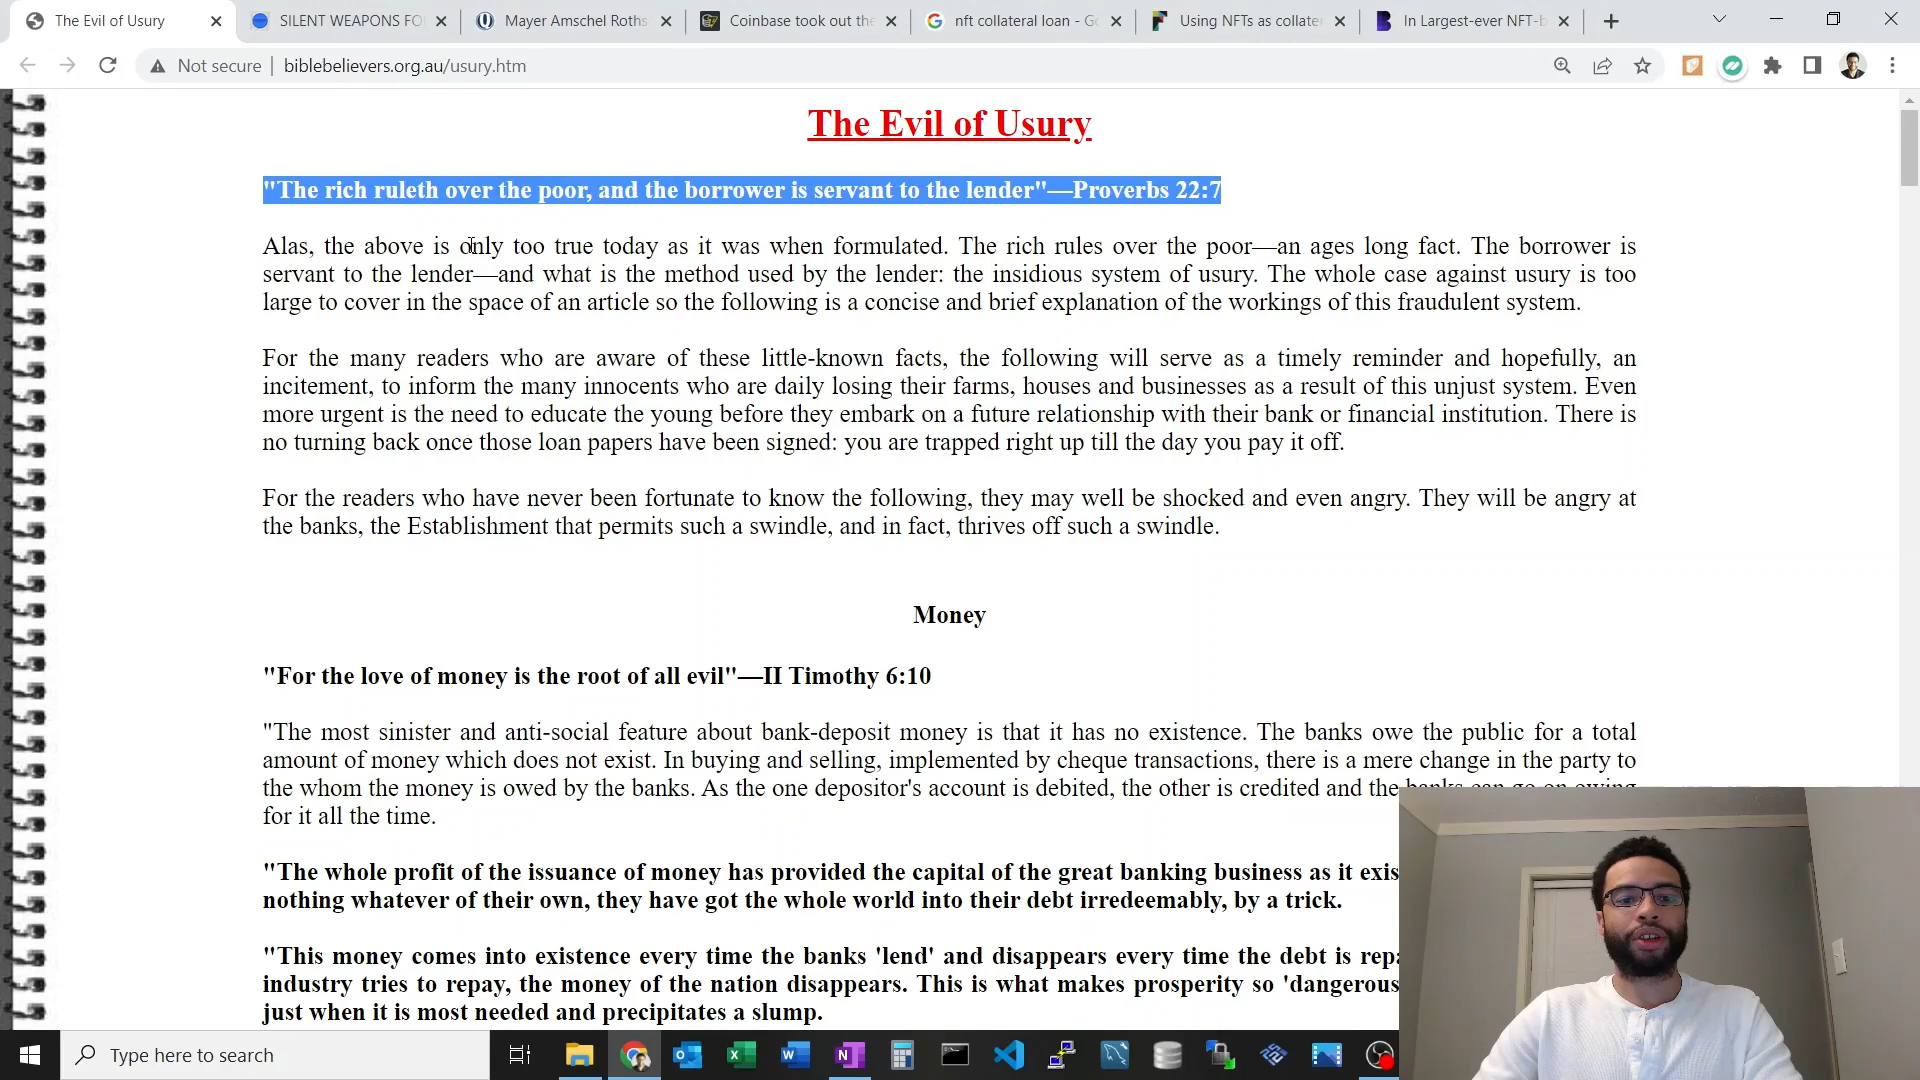 The Evil of Usury
SILENT WEAPONS FO
Mayer Amschel Roths
Coinbase took out the
nft collateral loan - Go
Using NFTs as collate
In Largest-ever NFT-b
Not secure
biblebelievers.org.au/usury.htm
The Evil of Usury
"The rich ruleth over the poor, and the borrower is servant to the lender"—Proverbs 22:7
Alas, the above is only too true today as it was when formulated. The rich rules over the poor—an ages long fact. The borrower is
servant to the lender—and what is the method used by the lender: the insidious system of usury. The whole case against usury is too
large to cover in the space of an article so the following is a concise and brief explanation of the workings of this fraudulent system.
For the many readers who are aware of these little-known facts, the following will serve as a timely reminder and hopefully, an
incitement, to inform the many innocents who are daily losing their farms, houses and businesses as a result of this unjust system. Even
more urgent is the need to educate the young before they embark on a future relationship with their bank or financial institution. There is
no turning back once those loan papers have been signed: you are trapped right up till the day you pay it off.
For the readers who have never been fortunate to know the following, they may well be shocked and even angry. They will be angry at
the banks, the Establishment that permits such a swindle, and in fact, thrives off such a swindle.
Money
"For the love of money is the root of all evil"—II Timothy 6:10
"The most sinister and anti-social feature about bank-deposit money is that it has no existence. The banks owe the public for a total
amount of money which does not exist. In buying and selling, implemented by cheque transactions, there is a mere change in the party to
the whom the money is owed by the banks. As the one depositor's account is debited, the other is credited and the banks can go on owing
for it all the time.
"The whole profit of the issuance of money has provided the capital of the great banking business as it exis
nothing whatever of their own, they have got the whole world into their debt irredeemably, by a trick.
"This money comes into existence every time the banks 'lend' and disappears every time the debt is repa
industry tries to repay, the money of the nation disappears. This is what makes prosperity so 'dangerous
just when it is most needed and precipitates a slump.
Type here to search